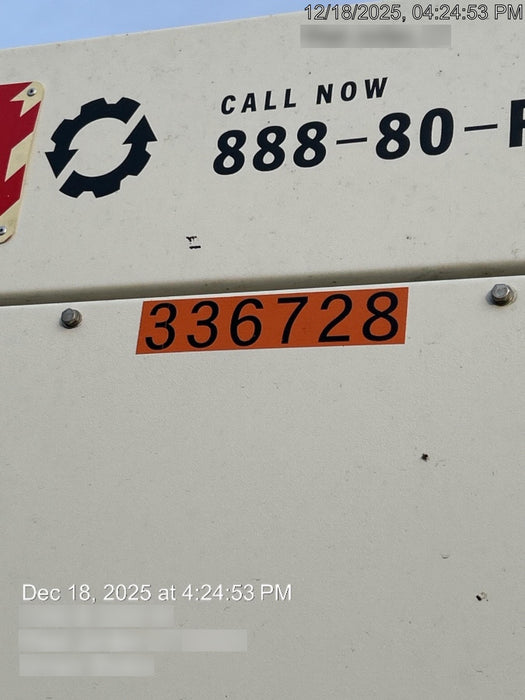 12/18/2025, 04:24:53 PM
CALL NOW
888-80-
336728
Dec 18, 2025 at 4:24:53 PM